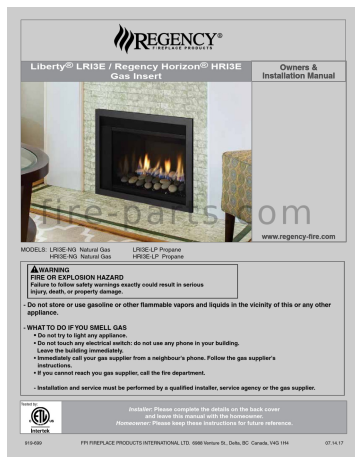 REGENCY®
FIREPLACE PRODUCTS
Liberty® LRI3E / Regency Horizon® HRI3E
Gas Insert
Owners &
Installation Manual
fire-parts.com
www.regency-fire.com
MODELS: LRI3E-NG Natural Gas LRI3E-LP Propane
HRI3E-NG Natural Gas HRI3E-LP Propane
WARNING
FIRE OR EXPLOSION HAZARD
Failure to follow safety warnings exactly could result in serious
injury, death, or property damage.
- Do not store or use gasoline or other flammable vapors and liquids in the vicinity of this or any other
appliance.
- WHAT TO DO IF YOU SMELL GAS
• Do not try to light any appliance.
• Do not touch any electrical switch: do not use any phone in your building.
Leave the building immediately.
• Immediately call your gas supplier from a neighbour's phone. Follow the gas supplier's
instructions.
• If you cannot reach you gas supplier, call the fire department.
- Installation and service must be performed by a qualified installer, service agency or the gas supplier.
Tested by:
ETL
Intertek
Installer: Please complete the details on the back cover
and leave this manual with the homeowner.
Homeowner: Please keep these instructions for future reference.
919-699 FPI FIREPLACE PRODUCTS INTERNATIONAL LTD. 6988 Venture St., Delta, BC Canada, V4G 1H4 07.14.17